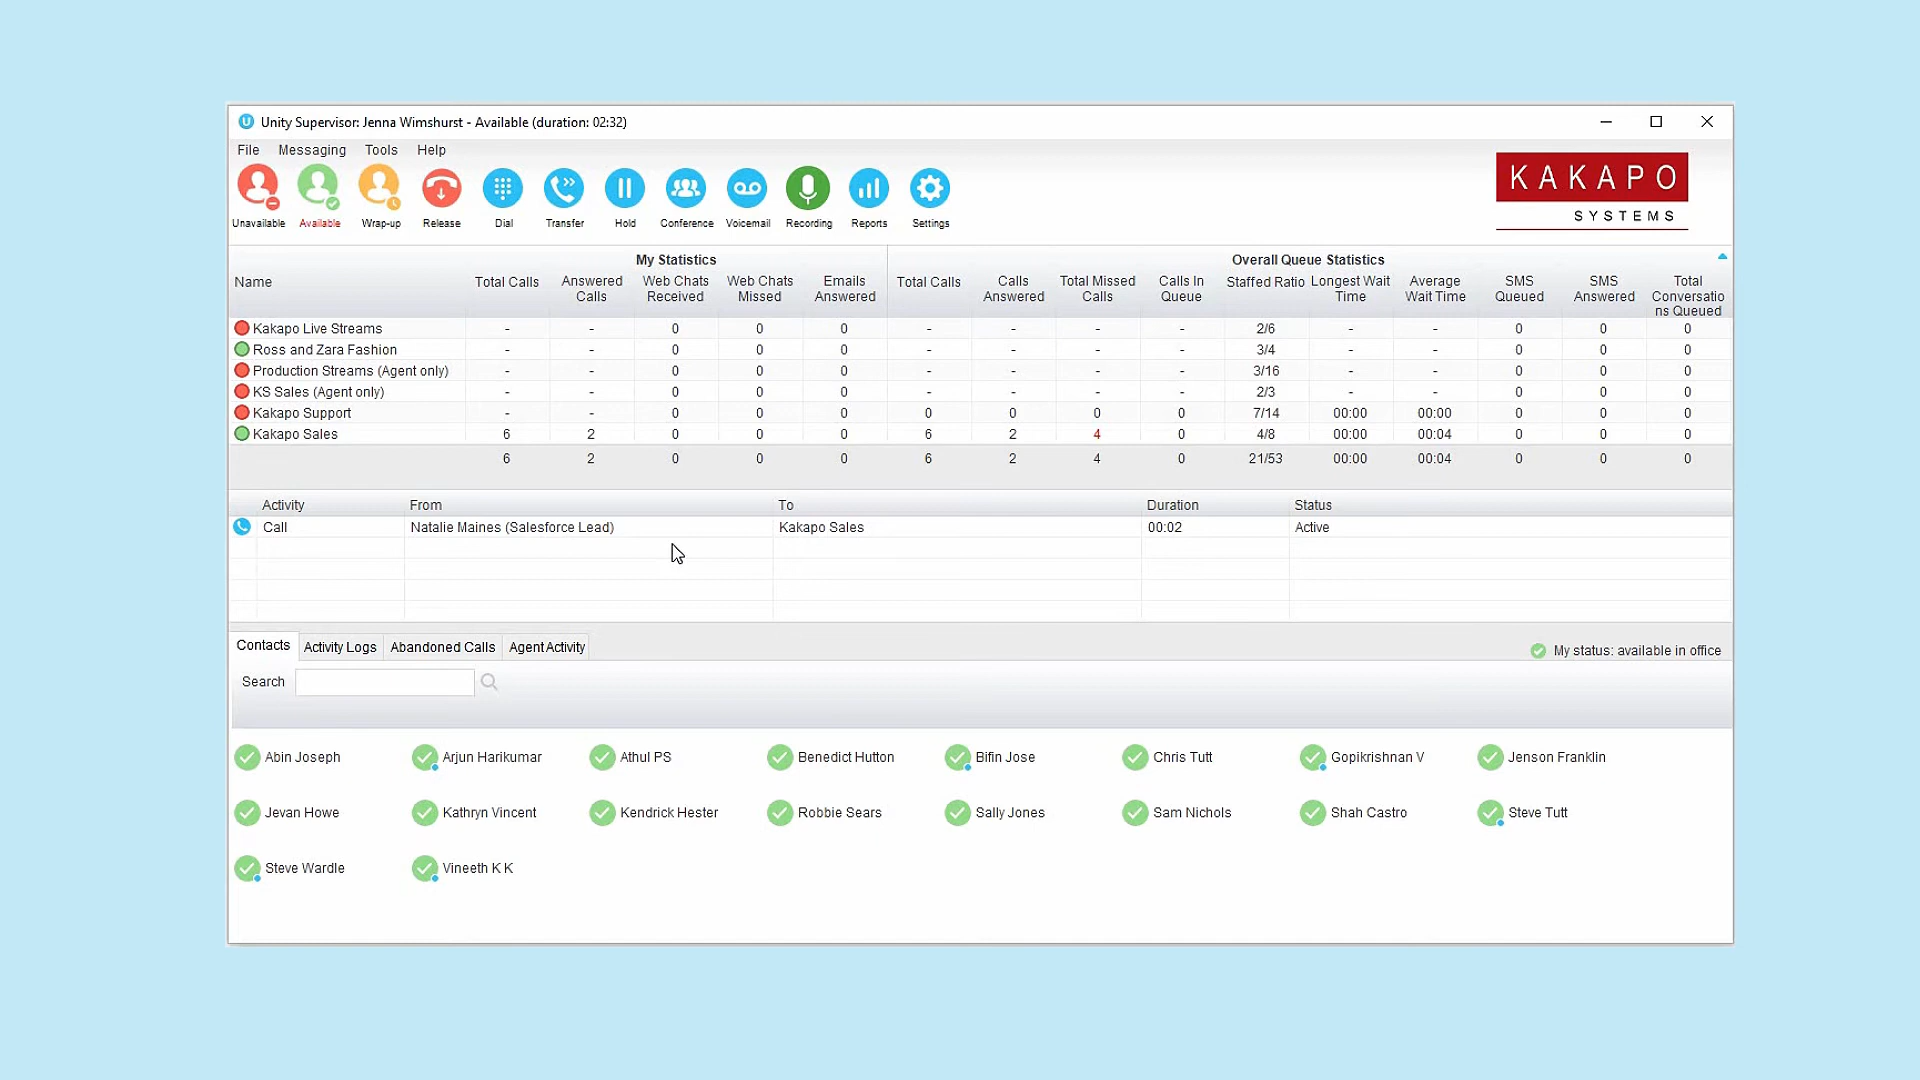 Unity Supervisor: Jenna Wimshurst - Available (duration: 02:32)
File Messaging Tools Help
KAKAPO
SYSTEMS
Unavailable Available Wrap-up Release Dial Transfer Hold Conference Voicemail Recording Reports Settings
My Statistics Overall Queue Statistics
Name Total Calls Answered Calls Web Chats Received Web Chats Missed Emails Answered Total Calls Calls Answered Total Missed Calls Calls In Queue Staffed Ratio Longest Wait Time Average Wait Time SMS Queued SMS Answered Total Conversatio ns Queued
Kakapo Live Streams - - 0 0 0 - - - - 2/6 - - 0 0 0
Ross and Zara Fashion - - 0 0 0 - - - - 3/4 - - 0 0 0
Production Streams (Agent only) - - 0 0 0 - - - - 3/16 - - 0 0 0
KS Sales (Agent only) - - 0 0 0 - - - - 2/3 - - 0 0 0
Kakapo Support - - 0 0 0 0 0 0 0 7/14 00:00 00:00 0 0 0
Kakapo Sales 6 2 0 0 0 6 2 4 0 4/8 00:00 00:04 0 0 0
6 2 0 0 0 6 2 4 0 21/53 00:00 00:04 0 0 0
Activity From To Duration Status
Call Natalie Maines (Salesforce Lead) Kakapo Sales 00:02 Active
Contacts Activity Logs Abandoned Calls Agent Activity My status: available in office
Search
Abin Joseph Arjun Harikumar Athul PS Benedict Hutton Bifin Jose Chris Tutt Gopikrishnan V Jenson Franklin
Jevan Howe Kathryn Vincent Kendrick Hester Robbie Sears Sally Jones Sam Nichols Shah Castro Steve Tutt
Steve Wardle Vineeth K K